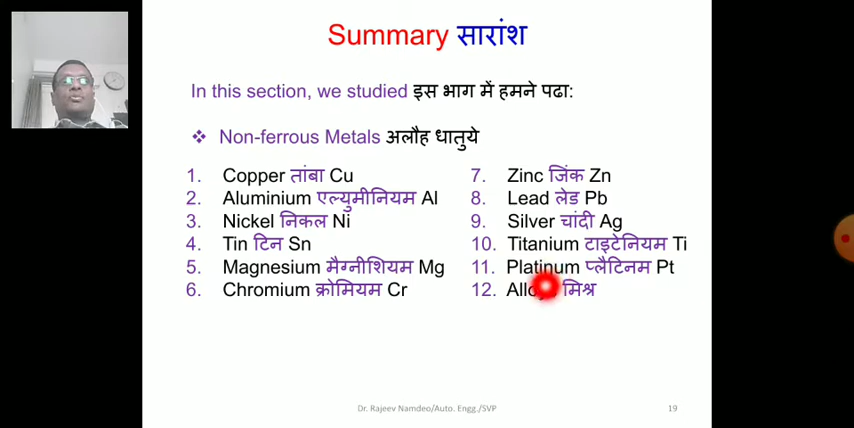 Summary सारांश
In this section, we studied इस भाग में हमने पढा:
❖ Non-ferrous Metals अलौह धातुये
1. Copper तांबा Cu
2. Aluminium एल्युमीनियम Al
3. Nickel निकल Ni
4. Tin टिन Sn
5. Magnesium मैग्नीशियम Mg
6. Chromium क्रोमियम Cr
7. Zinc जिंक Zn
8. Lead लेड Pb
9. Silver चांदी Ag
10. Titanium टाइटेनियम Ti
11. Platinum प्लैटिनम Pt
12. मिश्र
Dr. Rajeev Namdeo/Auto. Engg./SVP
19